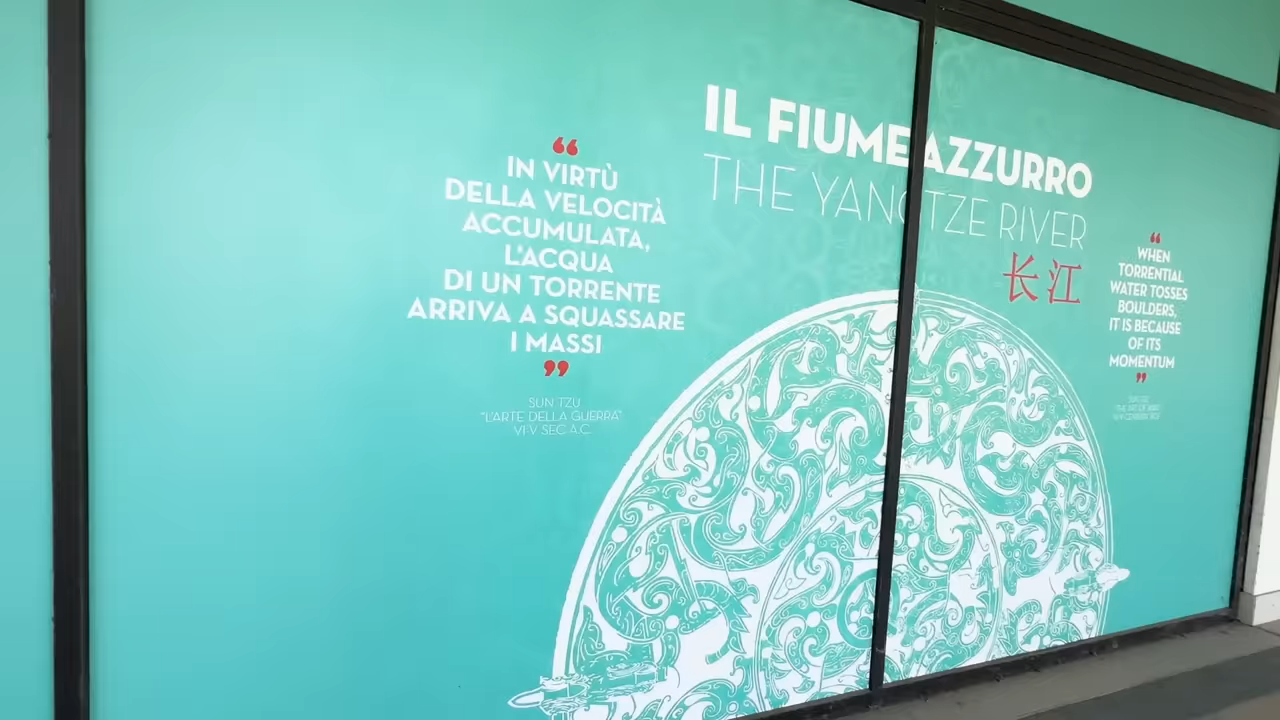 IL FIUME AZZURRO
THE YANGTZE RIVER
长江
“
IN VIRTÙ
DELLA VELOCITÀ
ACCUMULATA,
L'ACQUA
DI UN TORRENTE
ARRIVA A SQUASSARE
I MASSI
”
SUN TZU
“L'ARTE DELLA GUERRA”
VI-V SEC A.C.
“
WHEN
TORRENTIAL
WATER TOSSES
BOULDERS,
IT IS BECAUSE
OF ITS
MOMENTUM
”